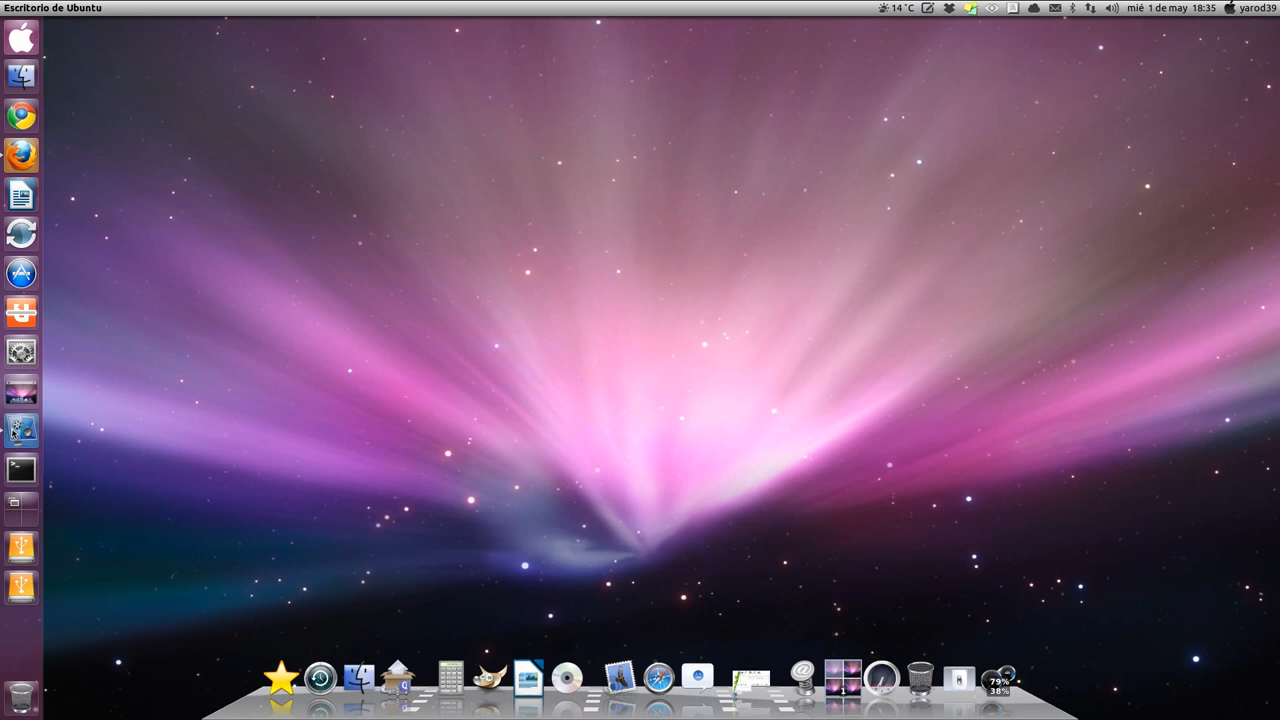 Escritorio de Ubuntu
14 °C
mié 1 de may 18:35
yarod39
79%
38%